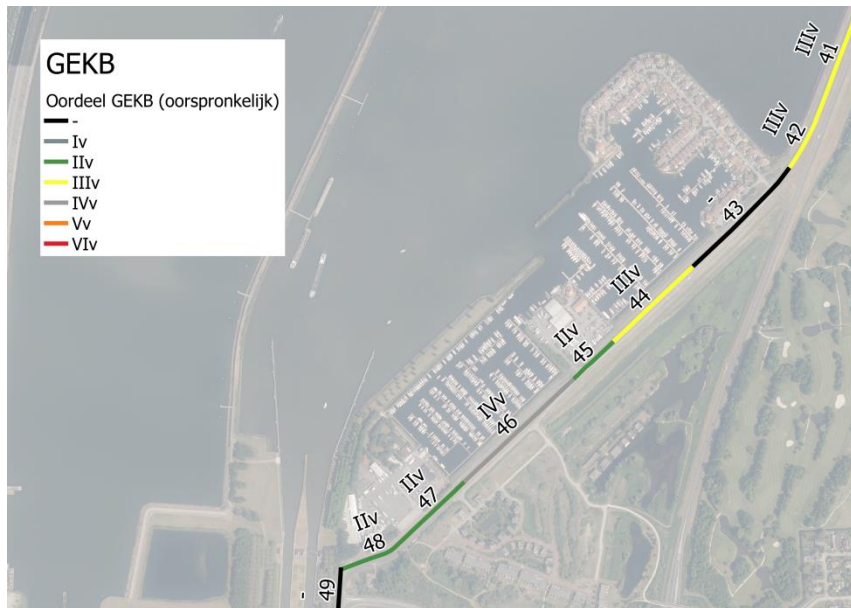 GEKB
Oordeel GEKB (oorspronkelijk)
-
Iv
IIv
IIIv
IVv
Vv
VIv
IIIv
41
IIIv
42
-
43
IIIv
44
IIv
45
IVv
46
IIv
47
IIv
48
-
49